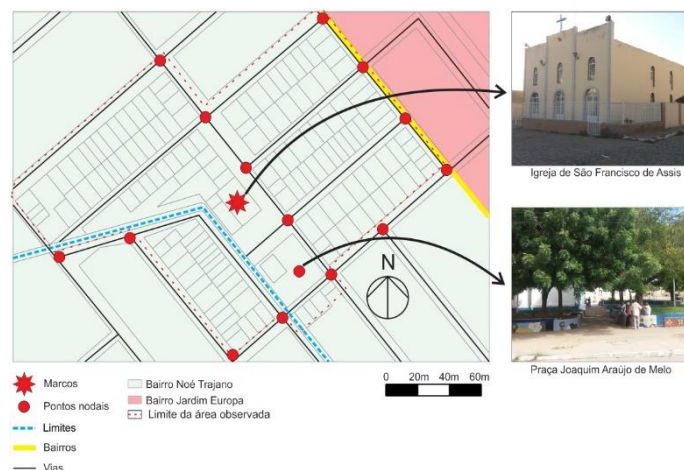 N
0 20m 40m 60m
Igreja de São Francisco de Assis
Praça Joaquim Araújo de Melo
Marcos
Pontos nodais
Limites
Bairros
Vias
Bairro Noé Trajano
Bairro Jardim Europa
Limite da área observada